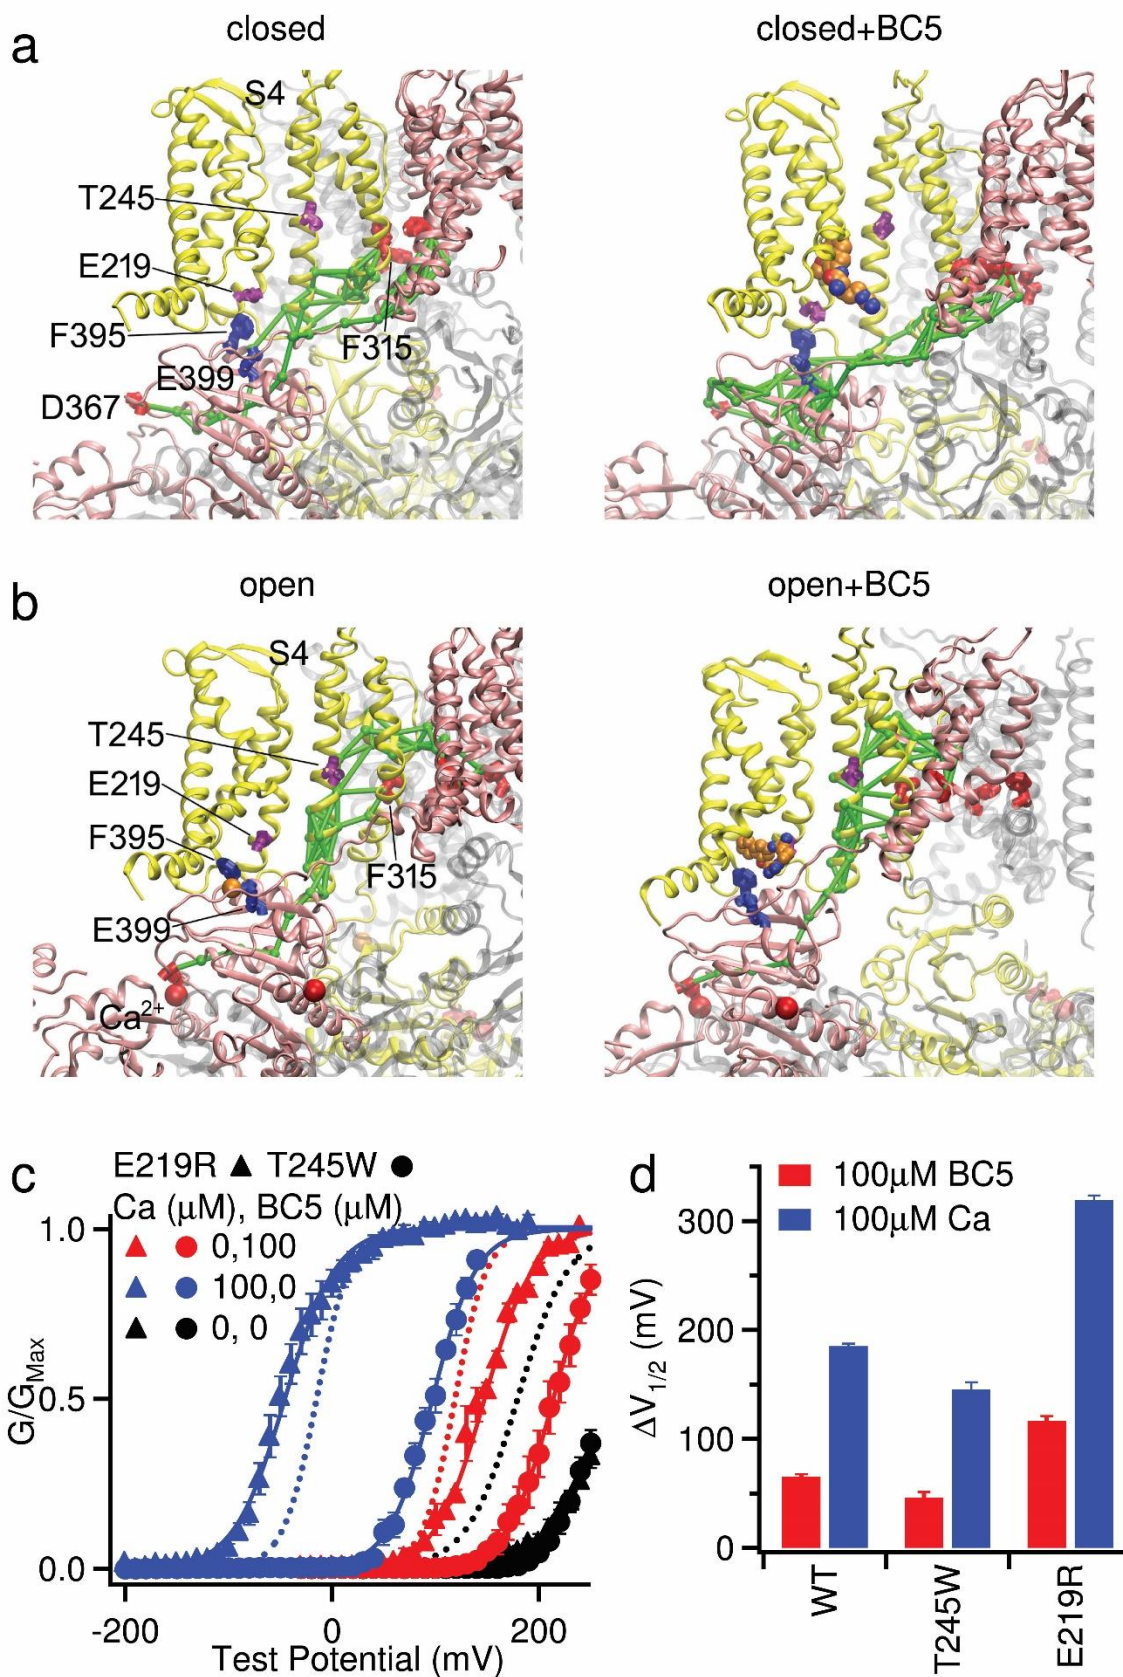 a
closed
closed+BC5
S4
T245
E219
F395
F315
E399
D367
b
open
open+BC5
S4
T245
E219
F395
F315
E399
Ca2+
c
E219R ▲ T245W ●
Ca (μM), BC5 (μM)
▲ ● 0,100
▲ ● 100,0
▲ ● 0, 0
1.0
0.5
0.0
G/GMax
-200
0
200
Test Potential (mV)
d
100μM BC5
100μM Ca
300
200
100
0
ΔV1/2 (mV)
WT
T245W
E219R